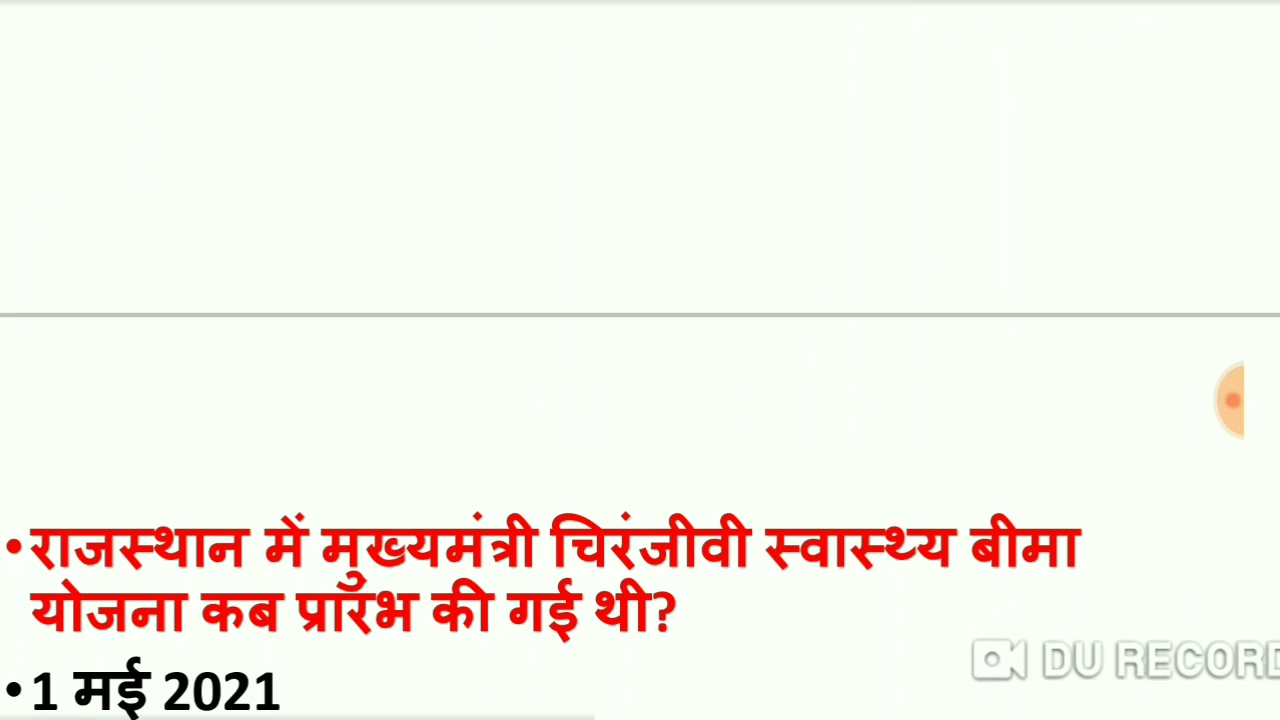 • राजस्थान में मुख्यमंत्री चिरंजीवी स्वास्थ्य बीमा
योजना कब प्रारंभ की गई थी?
DU RECORD
• 1 मई 2021